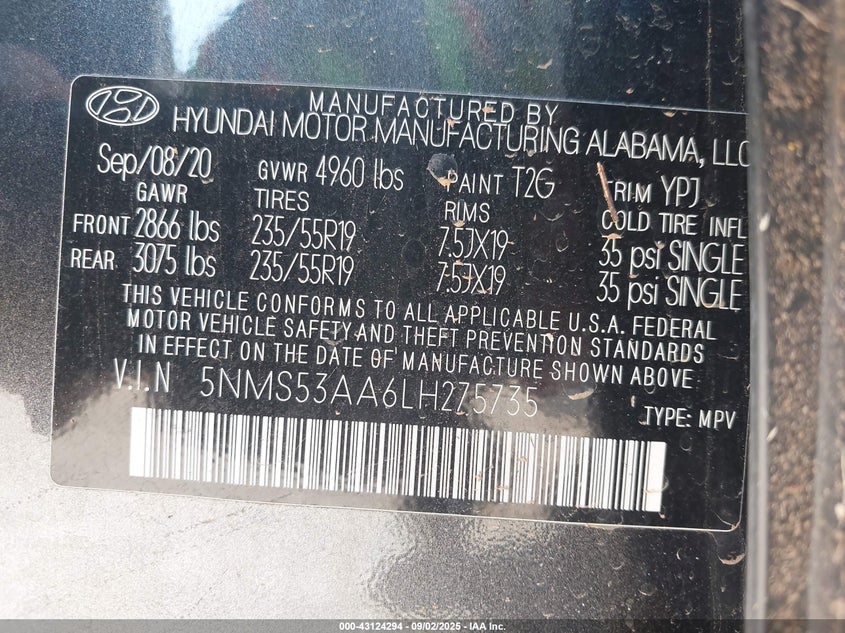 MANUFACTURED BY
HYUNDAI MOTOR MANUFACTURING ALABAMA, LLC
Sep/08/20 GVWR 4960 lbs PAINT T2G TRIM YPJ
GAWR TIRES RIMS COLD TIRE INFL
FRONT 2866 lbs 235/55R19 7.5JX19 35 psi SINGLE
REAR 3075 lbs 235/55R19 7.5JX19 35 psi SINGLE
THIS VEHICLE CONFORMS TO ALL APPLICABLE U.S.A. FEDERAL
MOTOR VEHICLE SAFETY AND THEFT PREVENTION STANDARDS
IN EFFECT ON THE DATE OF MANUFACTURE SHOWN ABOVE
V.I.N 5NMS53AA6LH275735
TYPE: MPV
000-43124294 - 09/02/2025 - IAA Inc.